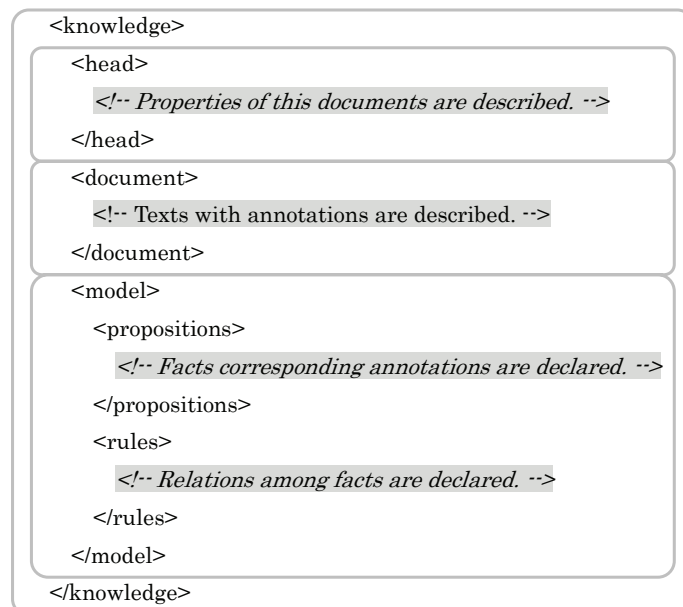 <knowledge>
<head>
<!-- Properties of this documents are described. -->
</head>
<document>
<!-- Texts with annotations are described. -->
</document>
<model>
<propositions>
<!-- Facts corresponding annotations are declared. -->
</propositions>
<rules>
<!-- Relations among facts are declared. -->
</rules>
</model>
</knowledge>